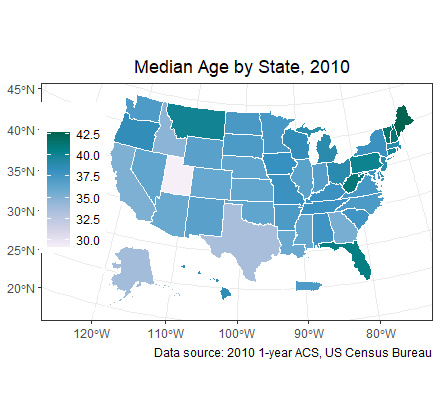 Median Age by State, 2010
45°N
40°N
35°N
30°N
25°N
20°N
42.5
40.0
37.5
35.0
32.5
30.0
120°W 110°W 100°W 90°W 80°W
Data source: 2010 1-year ACS, US Census Bureau